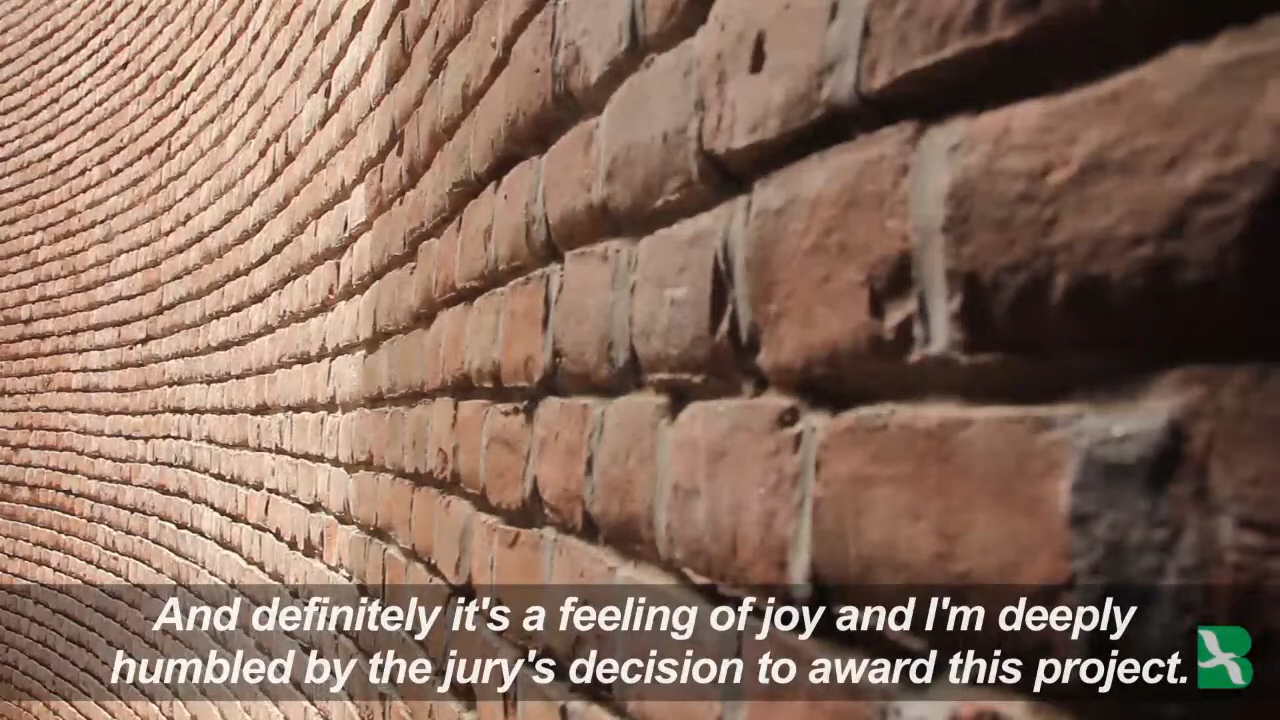 And definitely it's a feeling of joy and I'm deeply
humbled by the jury's decision to award this project.